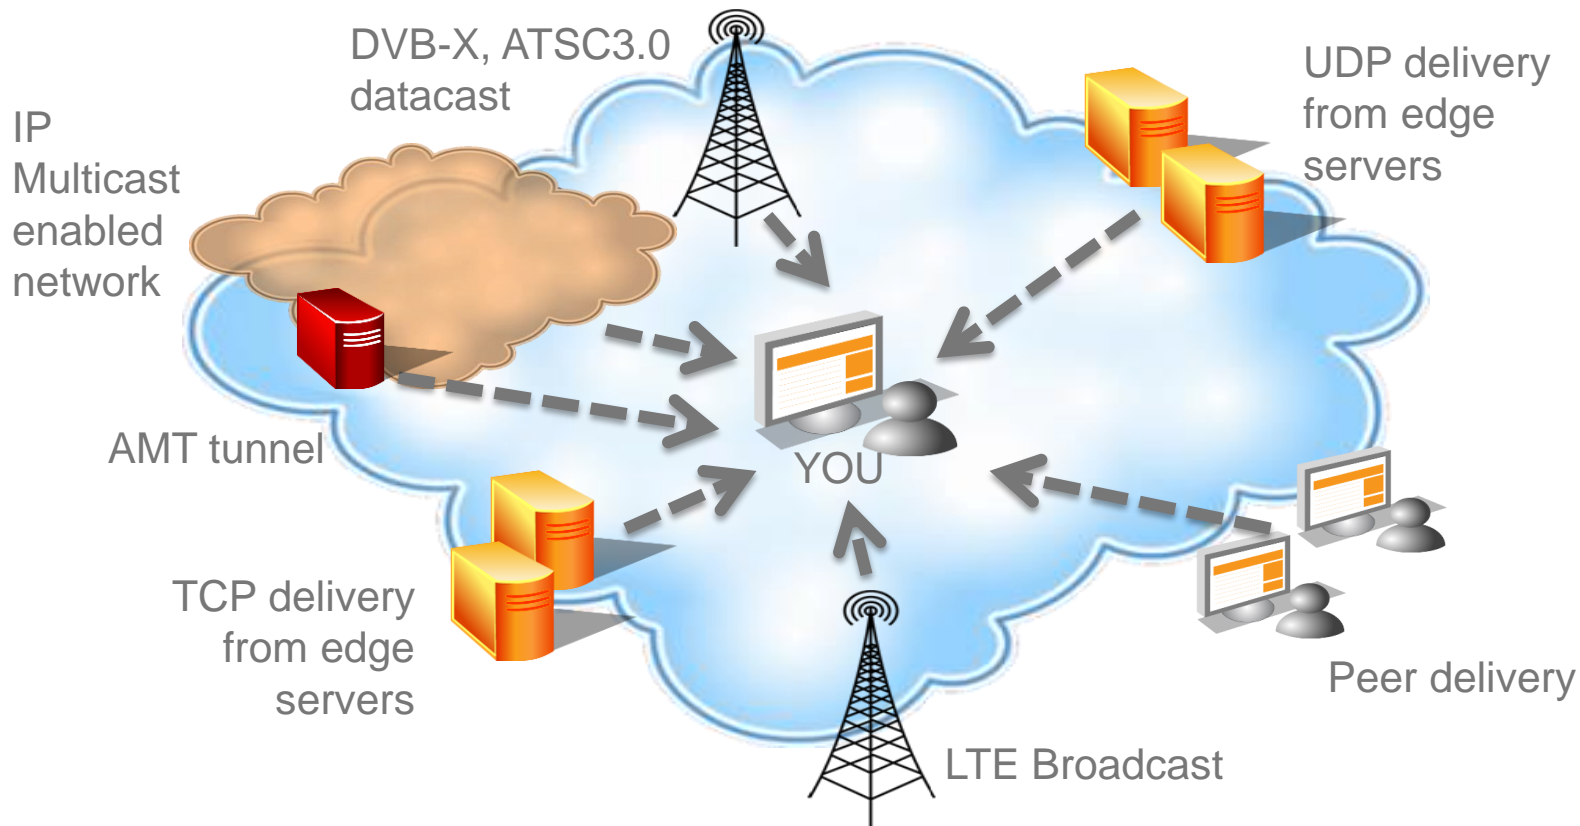 DVB-X, ATSC3.0
datacast
UDP delivery
from edge
servers
IP
Multicast
enabled
network
AMT tunnel
YOU
TCP delivery
from edge
servers
Peer delivery
LTE Broadcast